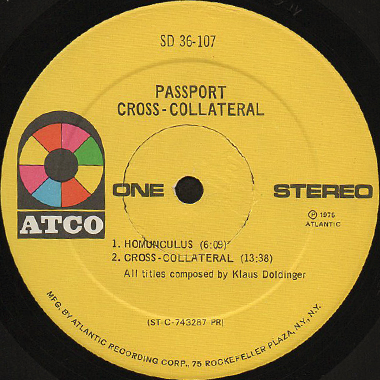 SD 36-107
PASSPORT
CROSS-COLLATERAL
ATCO
ONE
STEREO
℗ 1975
ATLANTIC
1. HOMUNCULUS (6:09)
2. CROSS-COLLATERAL (13:38)
All titles composed by Klaus Doldinger
(ST-C-743287 PR)
MFG. BY ATLANTIC RECORDING CORP., 75 ROCKEFELLER PLAZA, N.Y., N.Y.